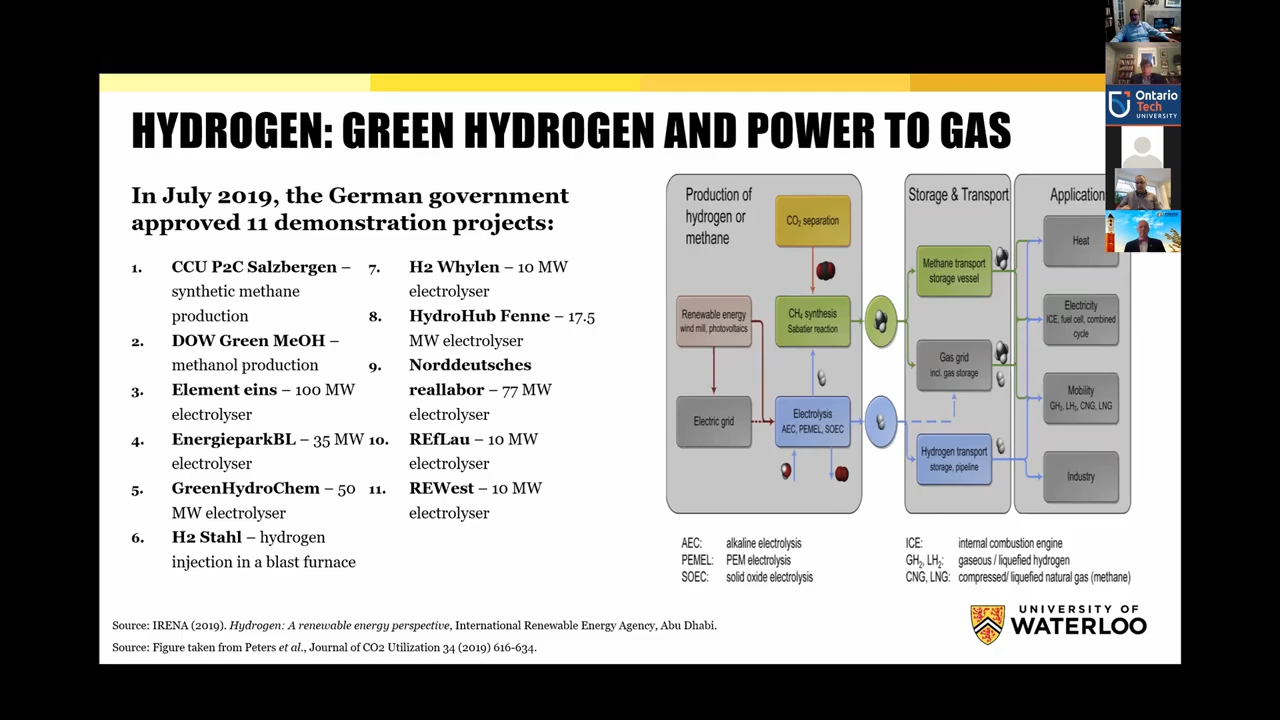 HYDROGEN: GREEN HYDROGEN AND POWER TO GAS
In July 2019, the German government
approved 11 demonstration projects:
1. CCU P2C Salzbergen –
synthetic methane
production
2. DOW Green MeOH –
methanol production
3. Element eins – 100 MW
electrolyser
4. EnergieparkBL – 35 MW
electrolyser
5. GreenHydroChem – 50
MW electrolyser
6. H2 Stahl – hydrogen
injection in a blast furnace
7. H2 Whylen – 10 MW
electrolyser
8. HydroHub Fenne – 17.5
MW electrolyser
9. Norddeutsches
reallabor – 77 MW
electrolyser
10. REfLau – 10 MW
electrolyser
11. REWest – 10 MW
electrolyser
Production of
hydrogen or
methane
CO2 separation
Renewable energy
wind mill, photovoltaics
CH4 synthesis
Sabatier reaction
Electric grid
Electrolysis
AEC, PEMEL, SOEC
Storage & Transport
Methane transport
storage vessel
Gas grid
incl. gas storage
Hydrogen transport
storage, pipeline
Application
Heat
Electricity
ICE, fuel cell, combined
cycle
Mobility
GH2, LH2, CNG, LNG
Industry
AEC: alkaline electrolysis
PEMEL: PEM electrolysis
SOEC: solid oxide electrolysis
ICE: internal combustion engine
GH2, LH2: gaseous / liquefied hydrogen
CNG, LNG: compressed/ liquefied natural gas (methane)
Source: IRENA (2019). Hydrogen: A renewable energy perspective, International Renewable Energy Agency, Abu Dhabi.
Source: Figure taken from Peters et al., Journal of CO2 Utilization 34 (2019) 616-634.
UNIVERSITY OF
WATERLOO
Ontario
Tech
UNIVERSITY